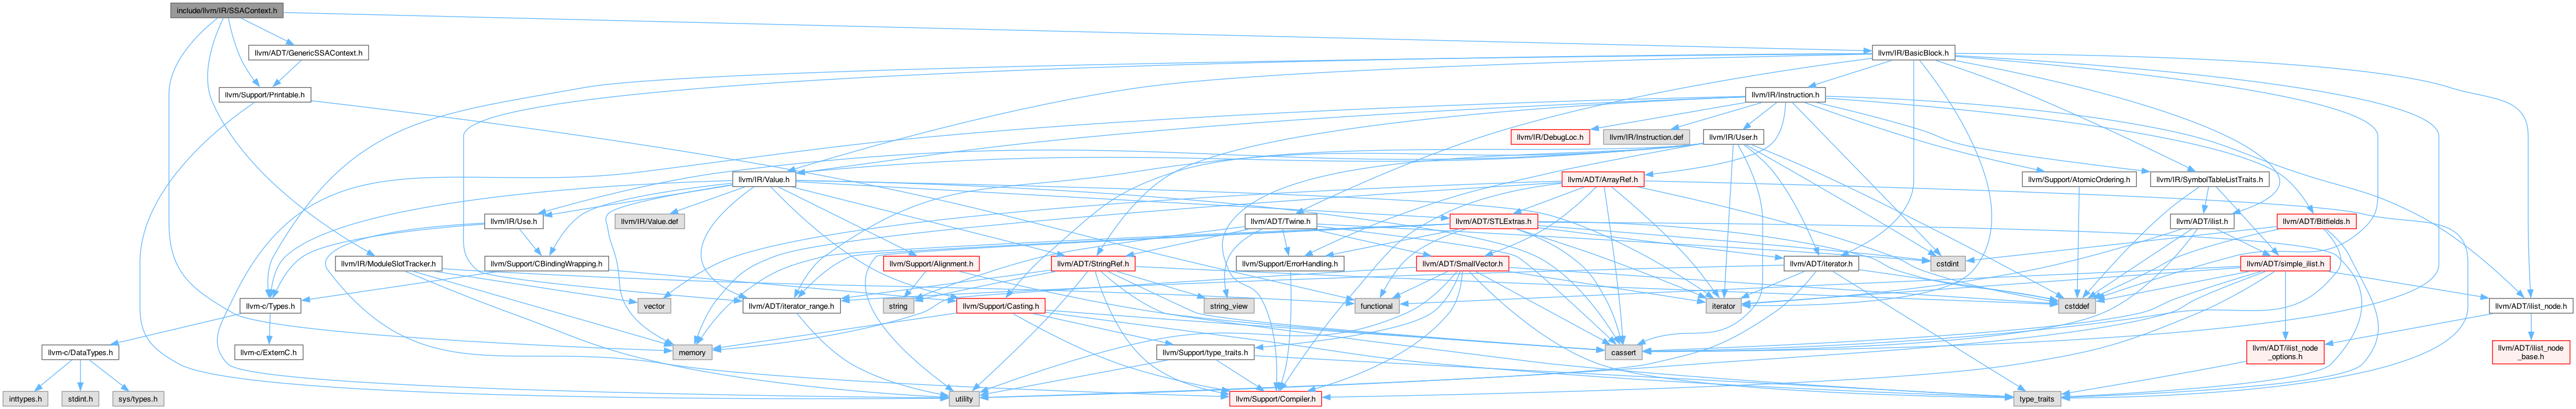 include/llvm/IR/SSAContext.h
llvm/ADT/GenericSSAContext.h
llvm/IR/BasicBlock.h
llvm/Support/Printable.h
llvm/IR/Instruction.h
llvm/IR/DebugLoc.h
llvm/IR/Instruction.def
llvm/IR/User.h
llvm/IR/Value.h
llvm/ADT/ArrayRef.h
llvm/Support/AtomicOrdering.h
llvm/IR/SymbolTableListTraits.h
llvm/IR/Use.h
llvm/IR/Value.def
llvm/ADT/Twine.h
llvm/ADT/STLExtras.h
llvm/ADT/ilist.h
llvm/ADT/Bitfields.h
llvm/IR/ModuleSlotTracker.h
llvm/Support/CBindingWrapping.h
llvm/Support/Alignment.h
llvm/ADT/StringRef.h
llvm/Support/ErrorHandling.h
llvm/ADT/SmallVector.h
llvm/ADT/iterator.h
cstdint
llvm/ADT/simple_ilist.h
llvm-c/Types.h
vector
llvm/ADT/iterator_range.h
string
llvm/Support/Casting.h
string_view
functional
iterator
cstddef
llvm/ADT/ilist_node.h
llvm-c/DataTypes.h
llvm-c/ExternC.h
memory
llvm/Support/type_traits.h
cassert
llvm/ADT/ilist_node
_options.h
llvm/ADT/ilist_node
_base.h
inttypes.h
stdint.h
sys/types.h
utility
llvm/Support/Compiler.h
type_traits